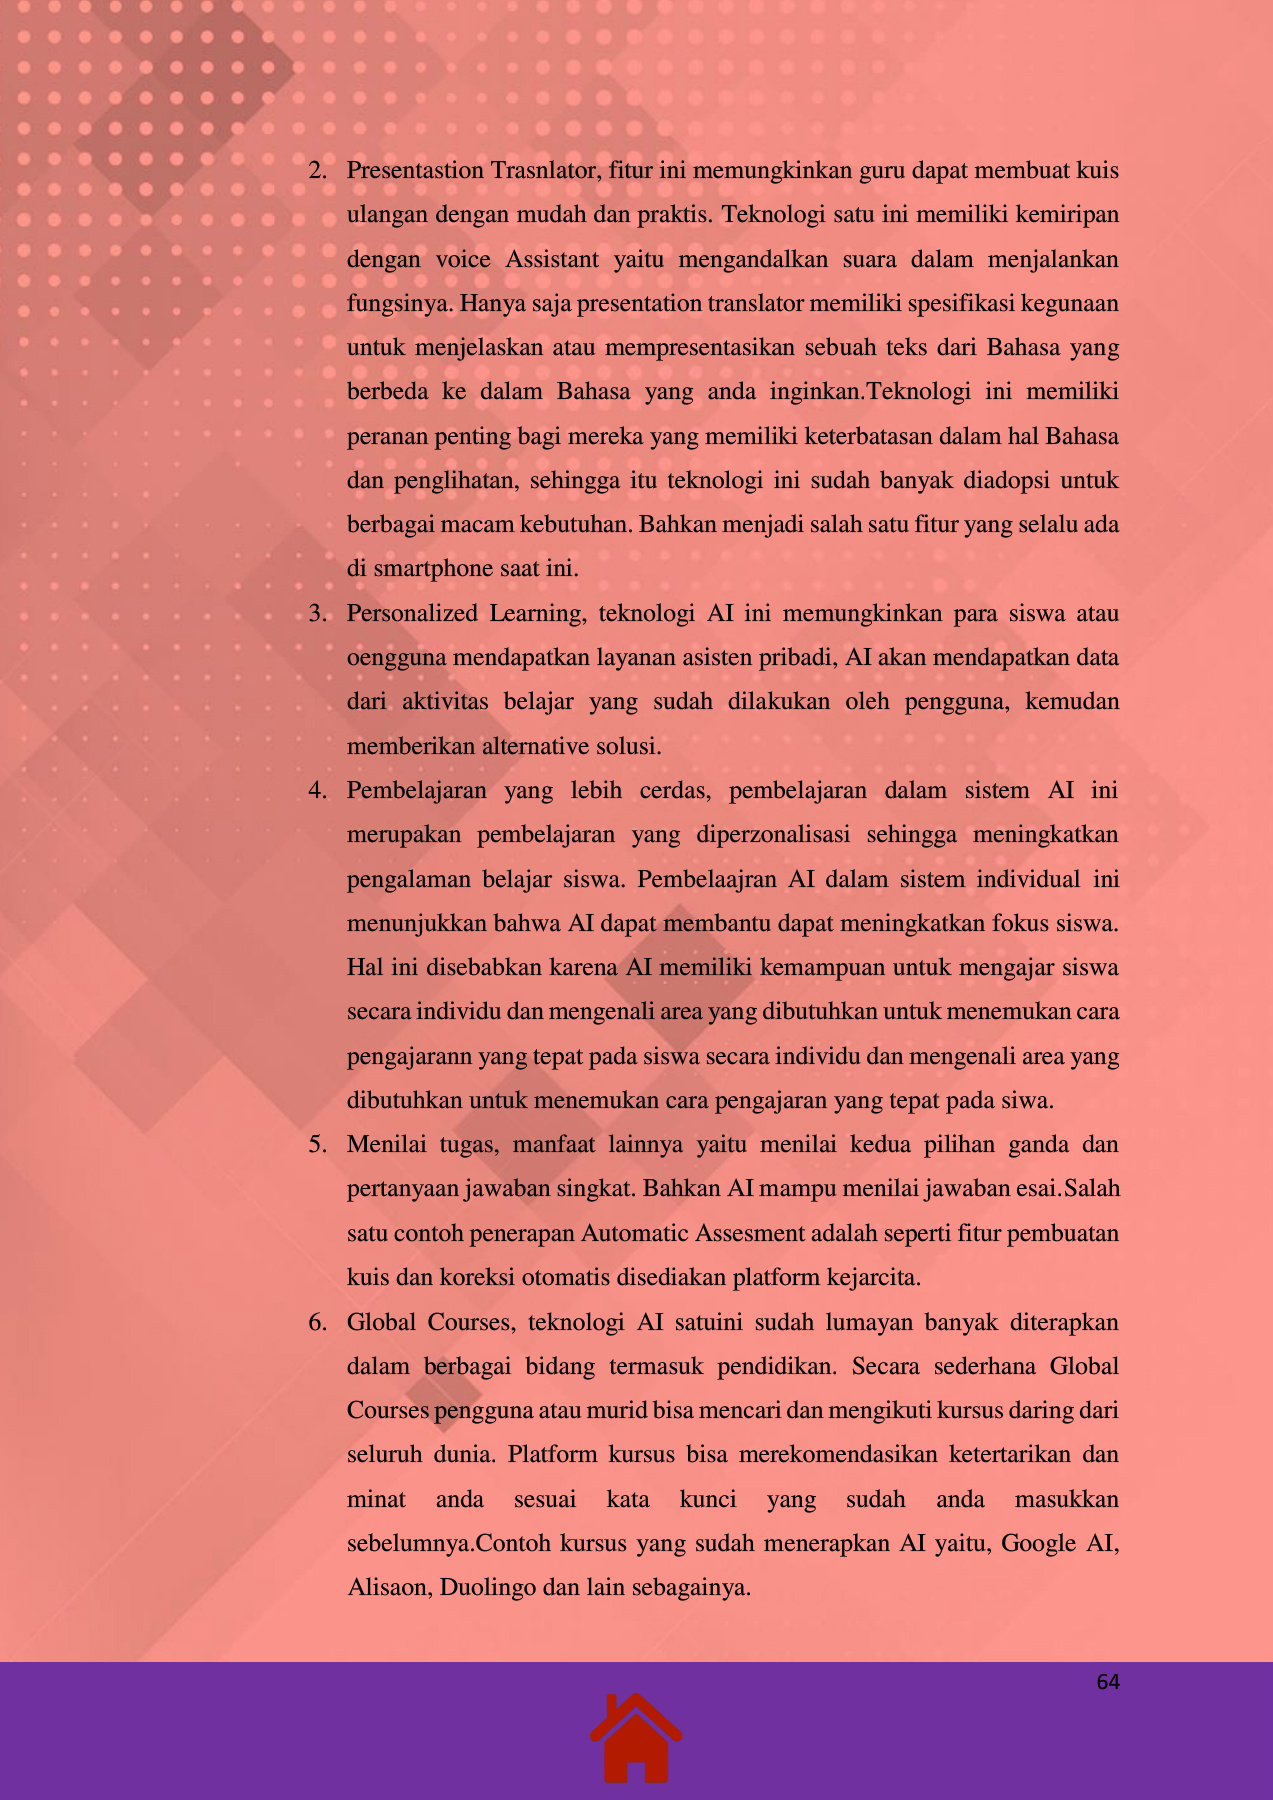 2. Presentastion Trasnlator, fitur ini memungkinkan guru dapat membuat kuis
ulangan dengan mudah dan praktis. Teknologi satu ini memiliki kemiripan
dengan voice Assistant yaitu mengandalkan suara dalam menjalankan
fungsinya. Hanya saja presentation translator memiliki spesifikasi kegunaan
untuk menjelaskan atau mempresentasikan sebuah teks dari Bahasa yang
berbeda ke dalam Bahasa yang anda inginkan.Teknologi ini memiliki
peranan penting bagi mereka yang memiliki keterbatasan dalam hal Bahasa
dan penglihatan, sehingga itu teknologi ini sudah banyak diadopsi untuk
berbagai macam kebutuhan. Bahkan menjadi salah satu fitur yang selalu ada
di smartphone saat ini.
3. Personalized Learning, teknologi AI ini memungkinkan para siswa atau
oengguna mendapatkan layanan asisten pribadi, AI akan mendapatkan data
dari aktivitas belajar yang sudah dilakukan oleh pengguna, kemudan
memberikan alternative solusi.
4. Pembelajaran yang lebih cerdas, pembelajaran dalam sistem AI ini
merupakan pembelajaran yang diperzonalisasi sehingga meningkatkan
pengalaman belajar siswa. Pembelaajran AI dalam sistem individual ini
menunjukkan bahwa AI dapat membantu dapat meningkatkan fokus siswa.
Hal ini disebabkan karena AI memiliki kemampuan untuk mengajar siswa
secara individu dan mengenali area yang dibutuhkan untuk menemukan cara
pengajarann yang tepat pada siswa secara individu dan mengenali area yang
dibutuhkan untuk menemukan cara pengajaran yang tepat pada siwa.
5. Menilai tugas, manfaat lainnya yaitu menilai kedua pilihan ganda dan
pertanyaan jawaban singkat. Bahkan AI mampu menilai jawaban esai.Salah
satu contoh penerapan Automatic Assesment adalah seperti fitur pembuatan
kuis dan koreksi otomatis disediakan platform kejarcita.
6. Global Courses, teknologi AI satuini sudah lumayan banyak diterapkan
dalam berbagai bidang termasuk pendidikan. Secara sederhana Global
Courses pengguna atau murid bisa mencari dan mengikuti kursus daring dari
seluruh dunia. Platform kursus bisa merekomendasikan ketertarikan dan
minat anda sesuai kata kunci yang sudah anda masukkan
sebelumnya.Contoh kursus yang sudah menerapkan AI yaitu, Google AI,
Alisaon, Duolingo dan lain sebagainya.
64